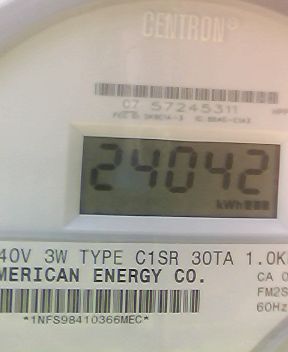 CENTRON®
C7 57245311
24042
kWh
40V 3W TYPE C1SR 30TA 1.0K
MERICAN ENERGY CO.
CA 0
FM2S
60Hz
*1NFS98410366MEC*